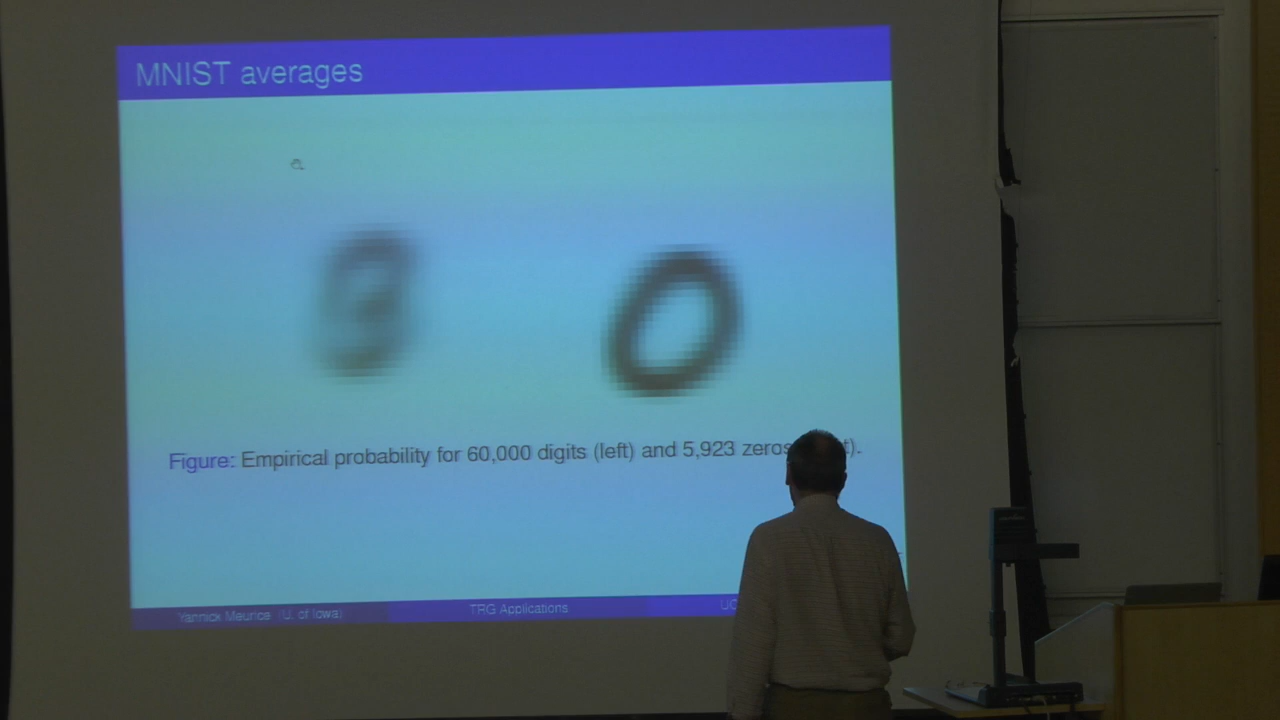 MNIST averages
Figure: Empirical probability for 60,000 digits (left) and 5,923 zeros t).
Yannick Meurice (U. of Iowa) TRG Applications UC